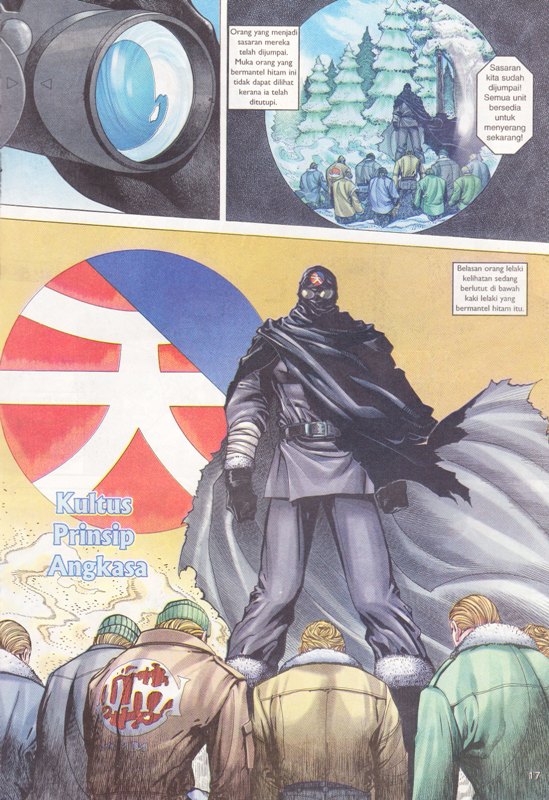 Orang yang menjadi
sasaran mereka
telah dijumpai.
Muka orang yang
bermantel hitam ini
tidak dapat dilihat
kerana ia telah
ditutupi.
Sasaran
kita sudah
dijumpai!
Semua unit
bersedia
untuk
menyerang
sekarang!
Belasan orang lelaki
kelihatan sedang
berlutut di bawah
kaki lelaki yang
bermantel hitam itu.
天
Kultus
Prinsip
Angkasa
17